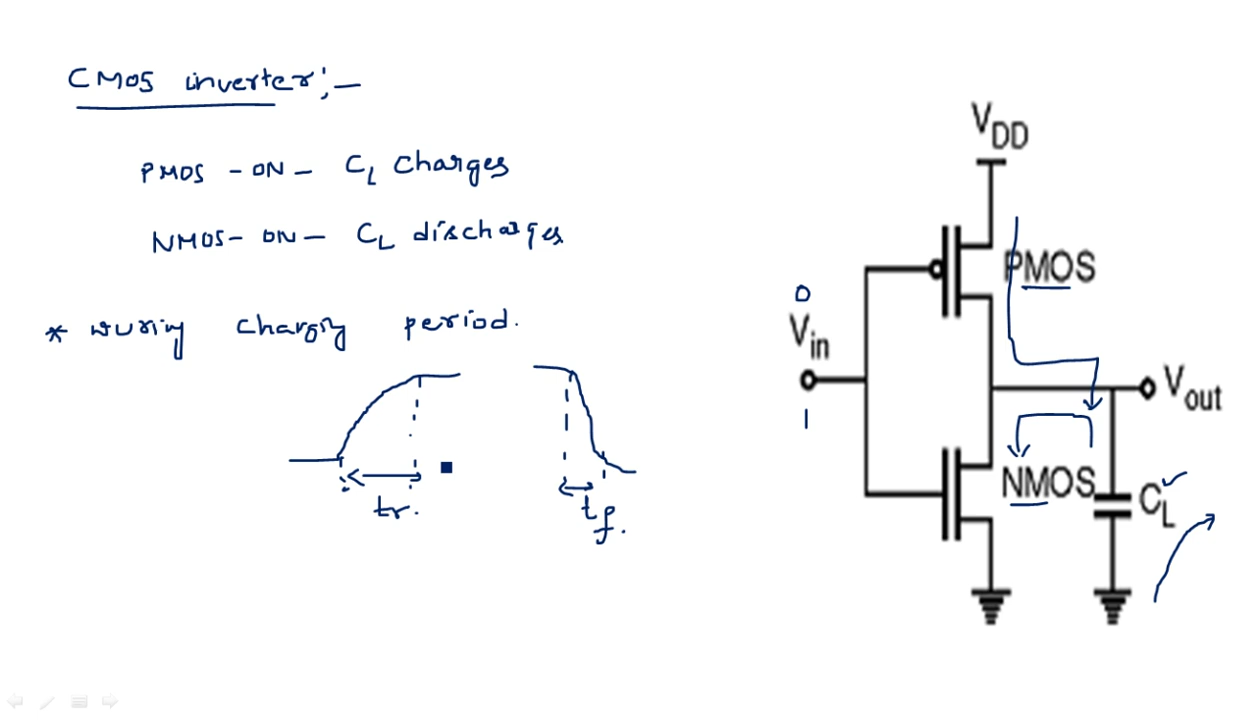 CMOS inverter:-
PMOS - ON - CL Charges
NMOS - ON - CL discharges
* During Charging period.
tr.
tf.
VDD
PMOS
0
Vin
1
Vout
NMOS
CL